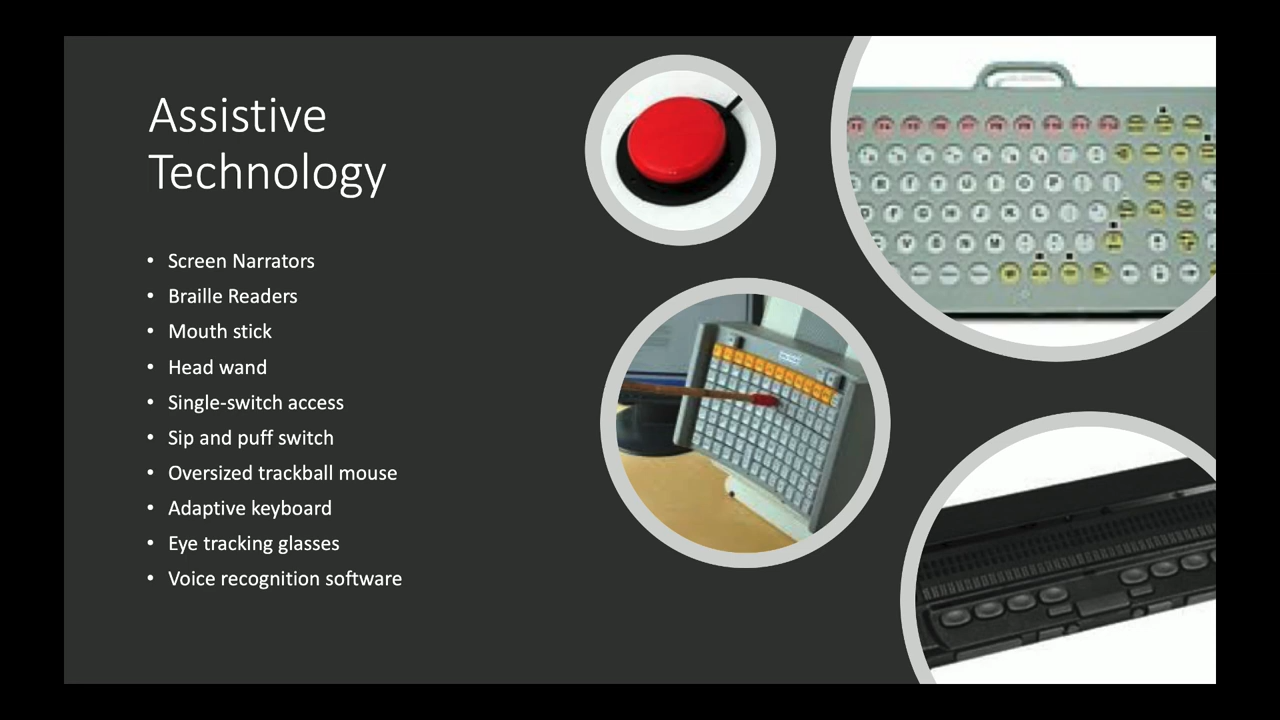 Assistive
Technology
• Screen Narrators
• Braille Readers
• Mouth stick
• Head wand
• Single-switch access
• Sip and puff switch
• Oversized trackball mouse
• Adaptive keyboard
• Eye tracking glasses
• Voice recognition software